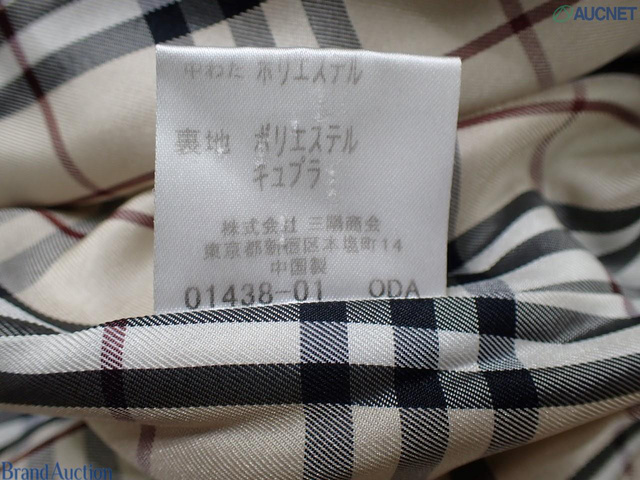 AUCNET
中わた ポリエステル
裏地 ポリエステル
キュプラ
株式会社 三陽商会
東京都新宿区本塩町14
中国製
01438-01 ODA
Brand Auction